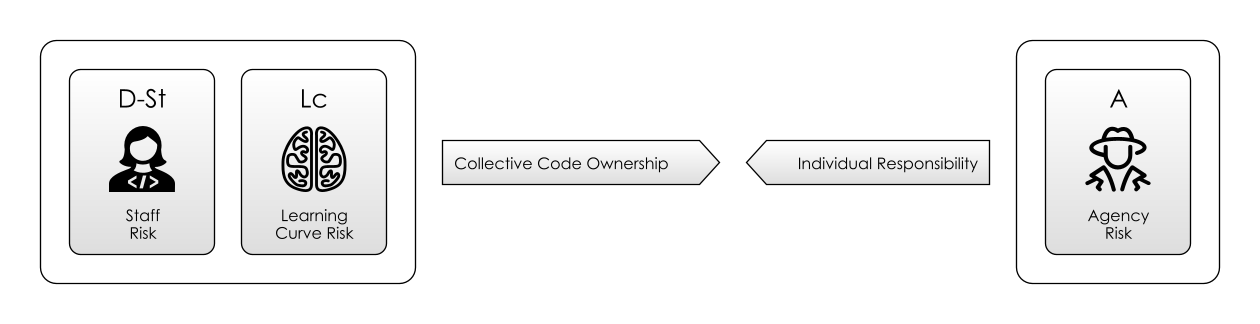 D-St
Staff
Risk
Lc
Learning
Curve Risk
Collective Code Ownership
Individual Responsibility
A
Agency
Risk